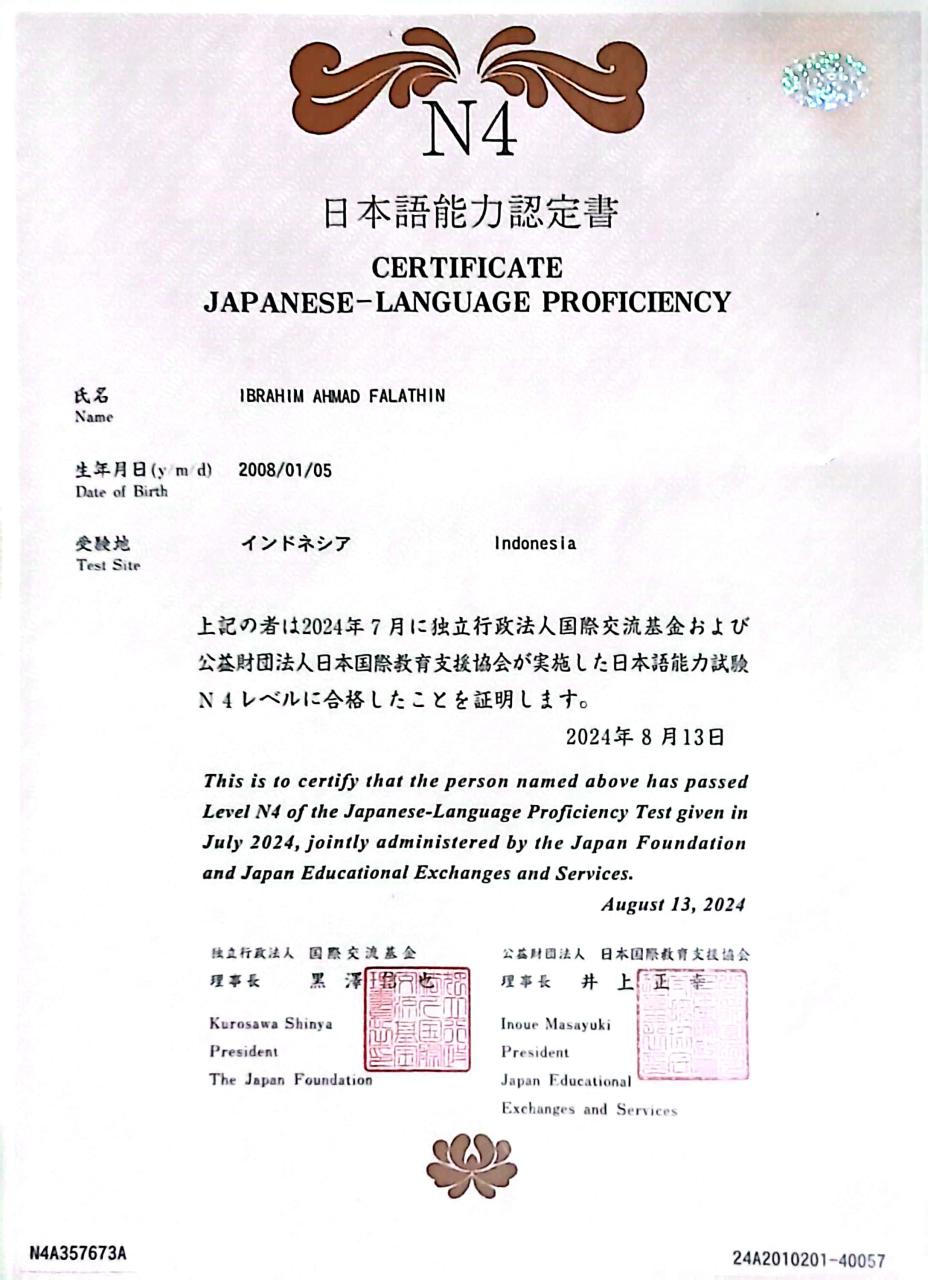 N4
日本語能力認定書
CERTIFICATE
JAPANESE-LANGUAGE PROFICIENCY
氏名 IBRAHIM AHMAD FALATHIN
Name
生年月日(y/m/d) 2008/01/05
Date of Birth
受験地 インドネシア Indonesia
Test Site
上記の者は2024年7月に独立行政法人国際交流基金および
公益財団法人日本国際教育支援協会が実施した日本語能力試験
N4レベルに合格したことを証明します。
2024年8月13日
This is to certify that the person named above has passed
Level N4 of the Japanese-Language Proficiency Test given in
July 2024, jointly administered by the Japan Foundation
and Japan Educational Exchanges and Services.
August 13, 2024
独立行政法人 国際交流基金
理事長 黒澤 也
Kurosawa Shinya
President
The Japan Foundation
公益財団法人 日本国際教育支援協会
理事長 井上正幸
Inoue Masayuki
President
Japan Educational
Exchanges and Services
N4A357673A
24A2010201-40057